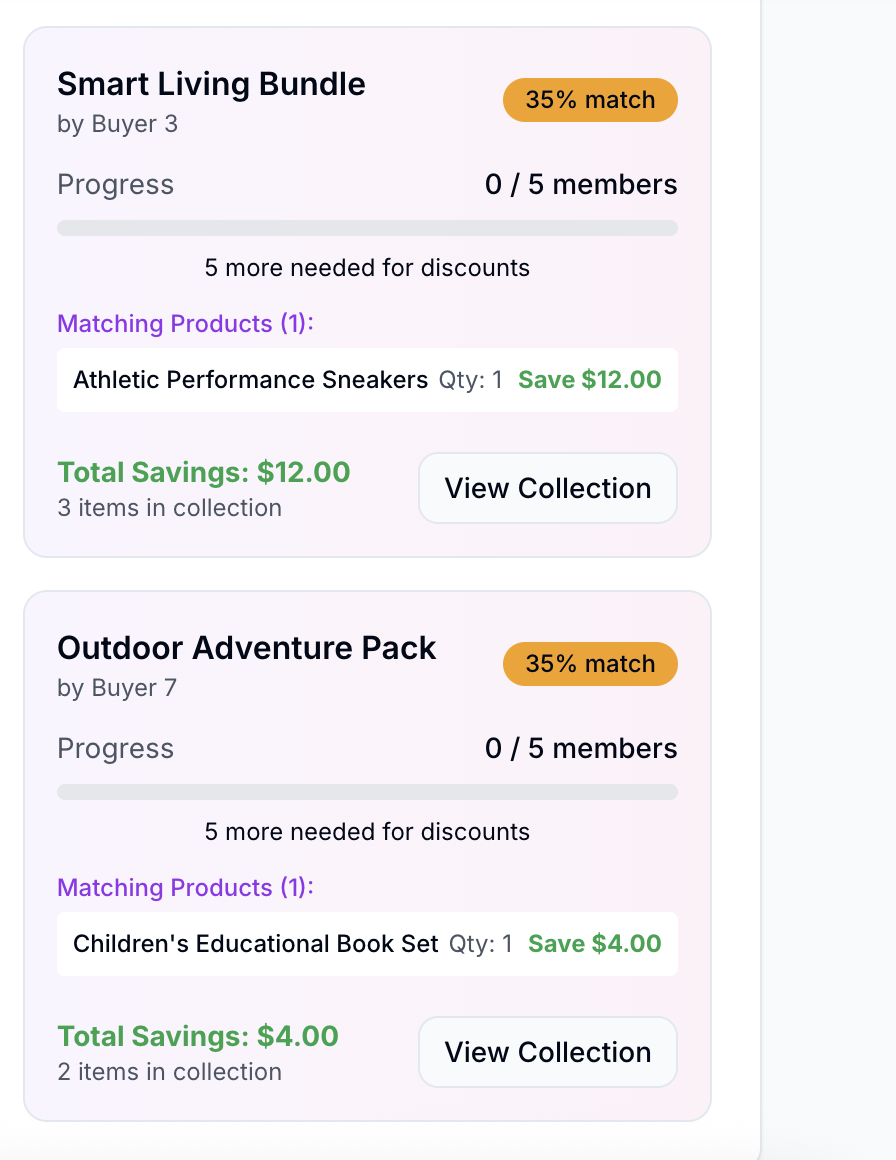 Smart Living Bundle
35% match
by Buyer 3
Progress
0 / 5 members
5 more needed for discounts
Matching Products (1):
Athletic Performance Sneakers Qty: 1 Save $12.00
Total Savings: $12.00
3 items in collection
View Collection
Outdoor Adventure Pack
35% match
by Buyer 7
Progress
0 / 5 members
5 more needed for discounts
Matching Products (1):
Children's Educational Book Set Qty: 1 Save $4.00
Total Savings: $4.00
2 items in collection
View Collection